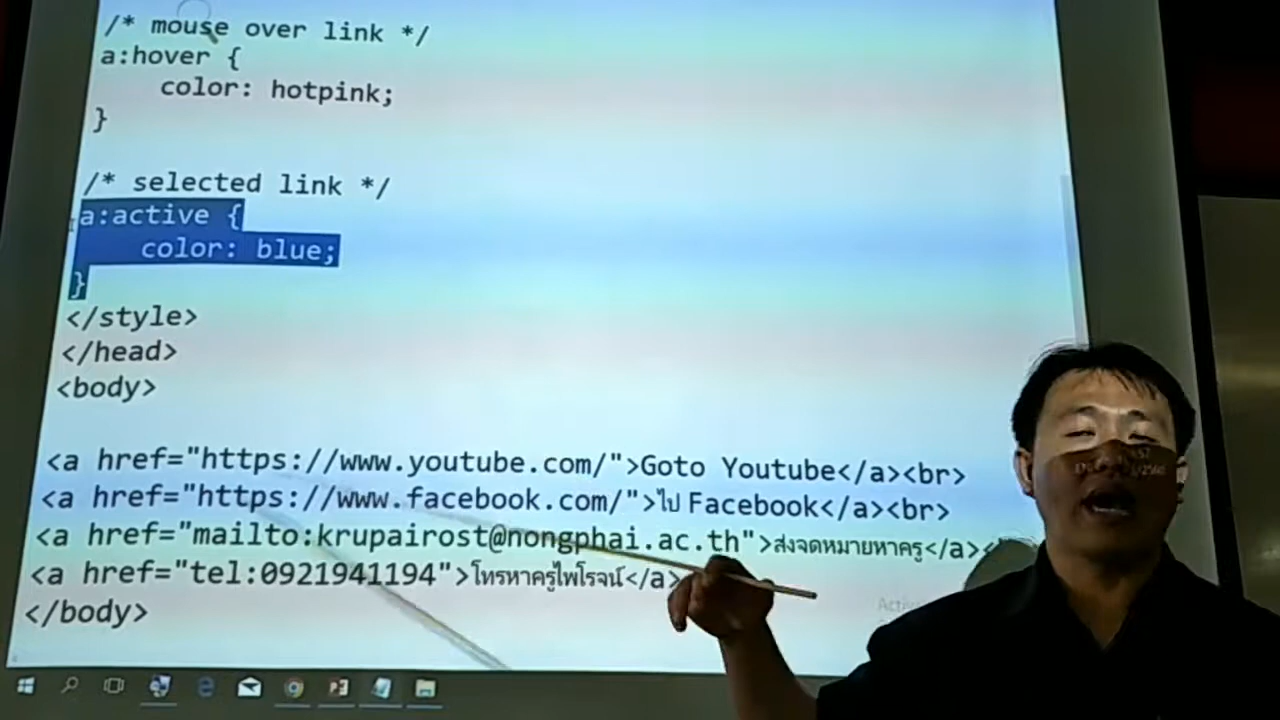 /* mouse over link */
a:hover {
color: hotpink;
}
/* selected link */
a:active {
color: blue;
}
</style>
</head>
<body>
<a href="https://www.youtube.com/">Goto Youtube</a><br>
<a href="https://www.facebook.com/">ไป Facebook</a><br>
<a href="mailto:krupairost@nongphai.ac.th">ส่งจดหมายหาครู</a><
<a href="tel:0921941194">โทรหาครูไพโรจน์</a>
</body>